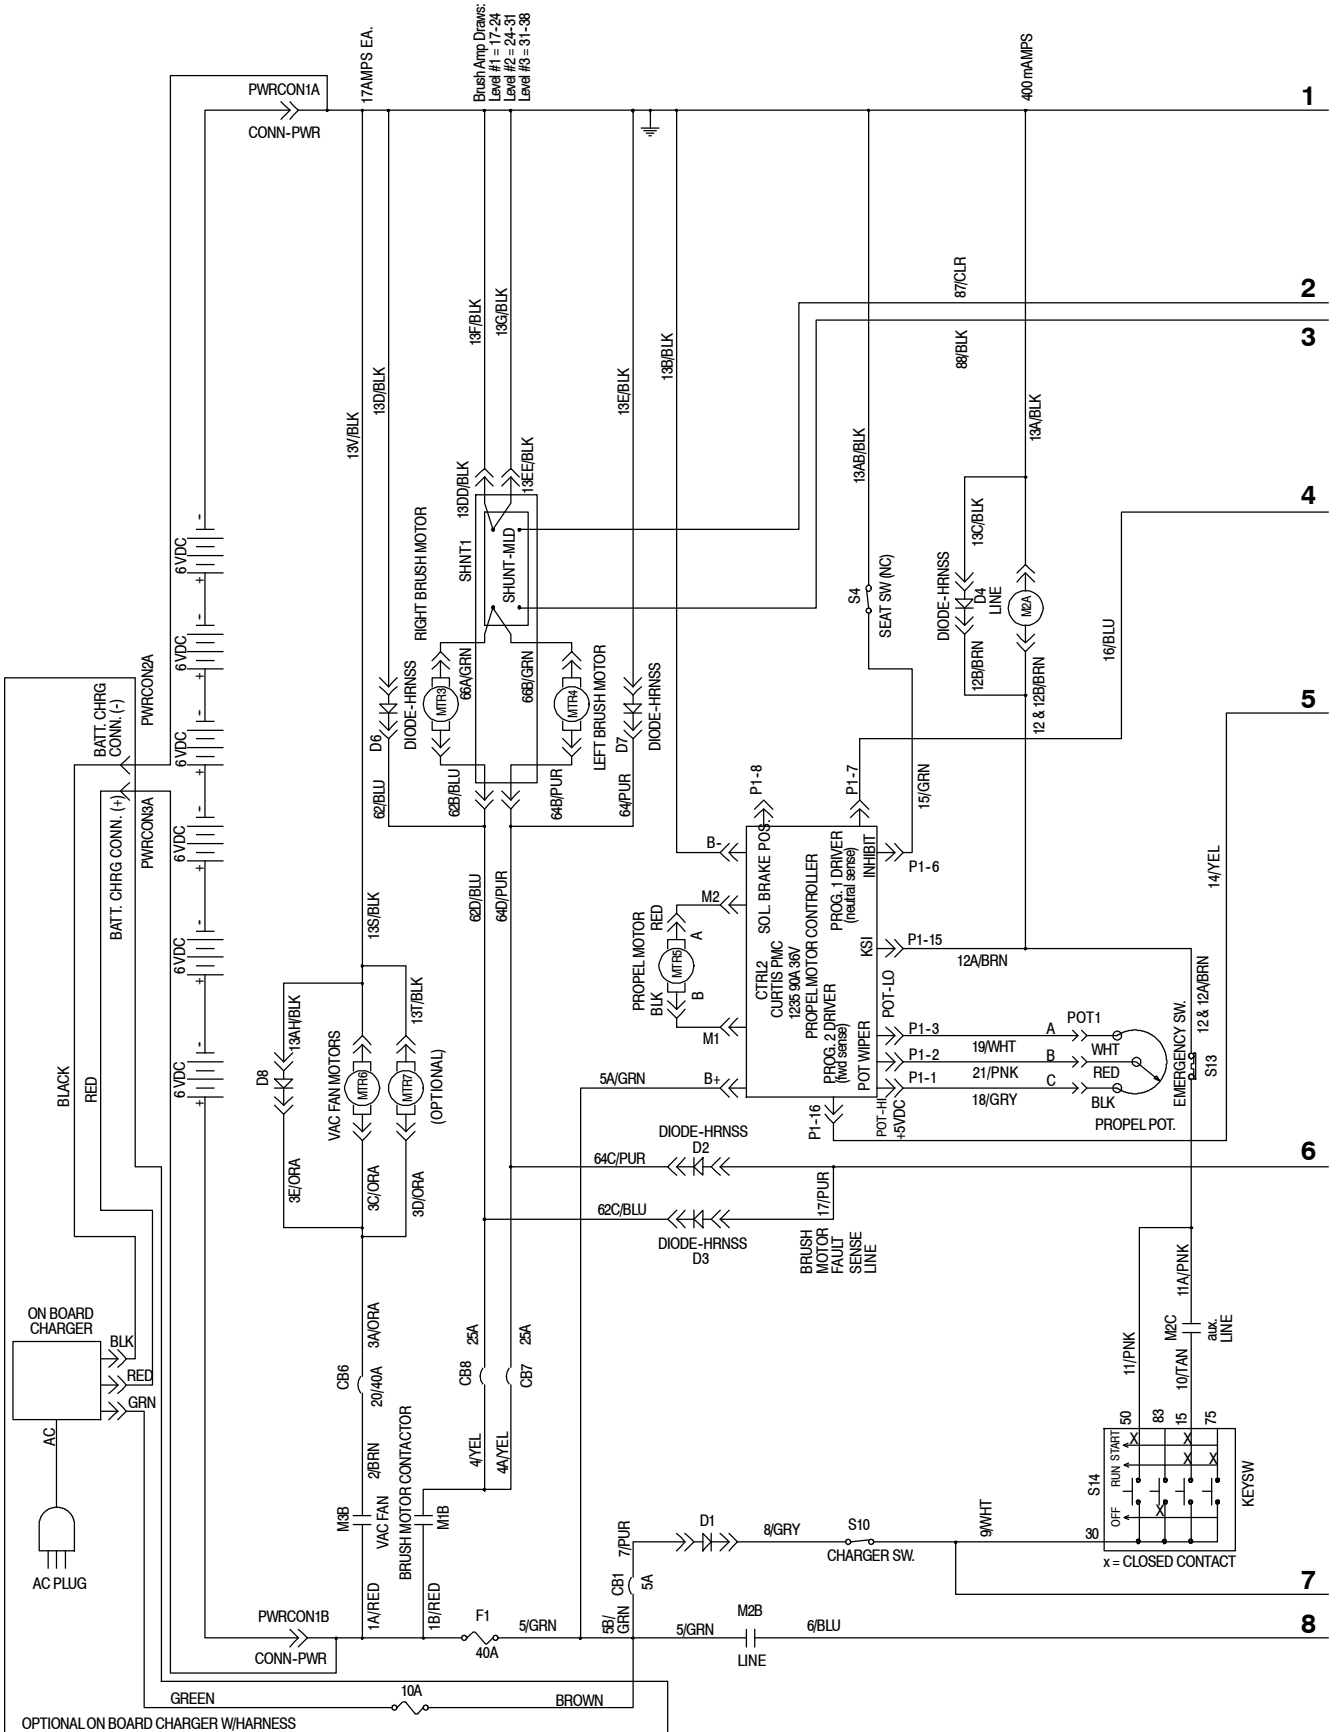 17AMPS EA.
Brush Amp Draws:
Level #1 = 17-24
Level #2 = 24-31
Level #3 = 31-38
400 mAMPS
PWRCON1A
CONN-PWR
1
2
3
4
5
6
7
8
87/CLR
88/BLK
13V/BLK
13D/BLK
13F/BLK
13G/BLK
13E/BLK
13B/BLK
13AB/BLK
13A/BLK
13DD/BLK
13EE/BLK
13C/BLK
6 VDC
- +
6 VDC
- +
6 VDC
- +
6 VDC
- +
6 VDC
- +
6 VDC
- +
RIGHT BRUSH MOTOR
SHNT1
SHUNT-MLD
S4
SEAT SW (NC)
DIODE-HRNSS
D4
LINE
M2A
16/BLU
12B/BRN
12 & 12B/BRN
BATT. CHRG
CONN. (-)
PWRCON2A
BATT. CHRG CONN. (+)
PWRCON3A
D6
DIODE-HRNSS
MTR3
66A/GRN
66B/GRN
MTR4
LEFT BRUSH MOTOR
D7
DIODE-HRNSS
62/BLU
62B/BLU
64B/PUR
64/PUR
P1-8
P1-7
15/GRN
14/YEL
B-
SOL. BRAKE POS.
PROG. 1 DRIVER
(neutral sense)
INHIBIT
P1-6
62D/BLU
64D/PUR
13S/BLK
PROPEL MOTOR
RED
A
MTR5
BLK
B
M2
M1
CTRL2
CURTIS PMC
1235 90A 36V
PROPEL MOTOR CONTROLLER
KSI
P1-15
12A/BRN
12 & 12A/BRN
PROG. 2 DRIVER
(fwd sense)
POT WIPER
POT-LO
P1-3
19/WHT
A
POT1
WHT
P1-2
21/PNK
B
RED
P1-1
18/GRY
C
BLK
PROPEL POT.
EMERGENCY SW.
S13
B+
5A/GRN
P1-16
POT-HI
+5VDC
BLACK
RED
D8
13AH/BLK
VAC FAN MOTORS
MTR6
MTR7
13T/BLK
(OPTIONAL)
3E/ORA
3C/ORA
3D/ORA
DIODE-HRNSS
D2
64C/PUR
62C/BLU
17/PUR
DIODE-HRNSS
D3
BRUSH
MOTOR
FAULT
SENSE
LINE
ON BOARD
CHARGER
BLK
RED
GRN
AC
AC PLUG
CB6
20/40A
3A/ORA
CB8
25A
25A
CB7
11A/PNK
11/PNK
M2C
aux.
LINE
10/TAN
M3B
2/BRN
VAC FAN
BRUSH MOTOR CONTACTOR
M1B
4/YEL
4A/YEL
50
83
15
75
S14
OFF
RUN
START
X
X
X
X
X
KEYSW
30
x = CLOSED CONTACT
7/PUR
D1
8/GRY
S10
CHARGER SW.
9/WHT
CB1
5A
PWRCON1B
CONN-PWR
1A/RED
1B/RED
F1
40A
5/GRN
5B/
GRN
5/GRN
M2B
LINE
6/BLU
GREEN
10A
BROWN
OPTIONAL ON BOARD CHARGER W/HARNESS